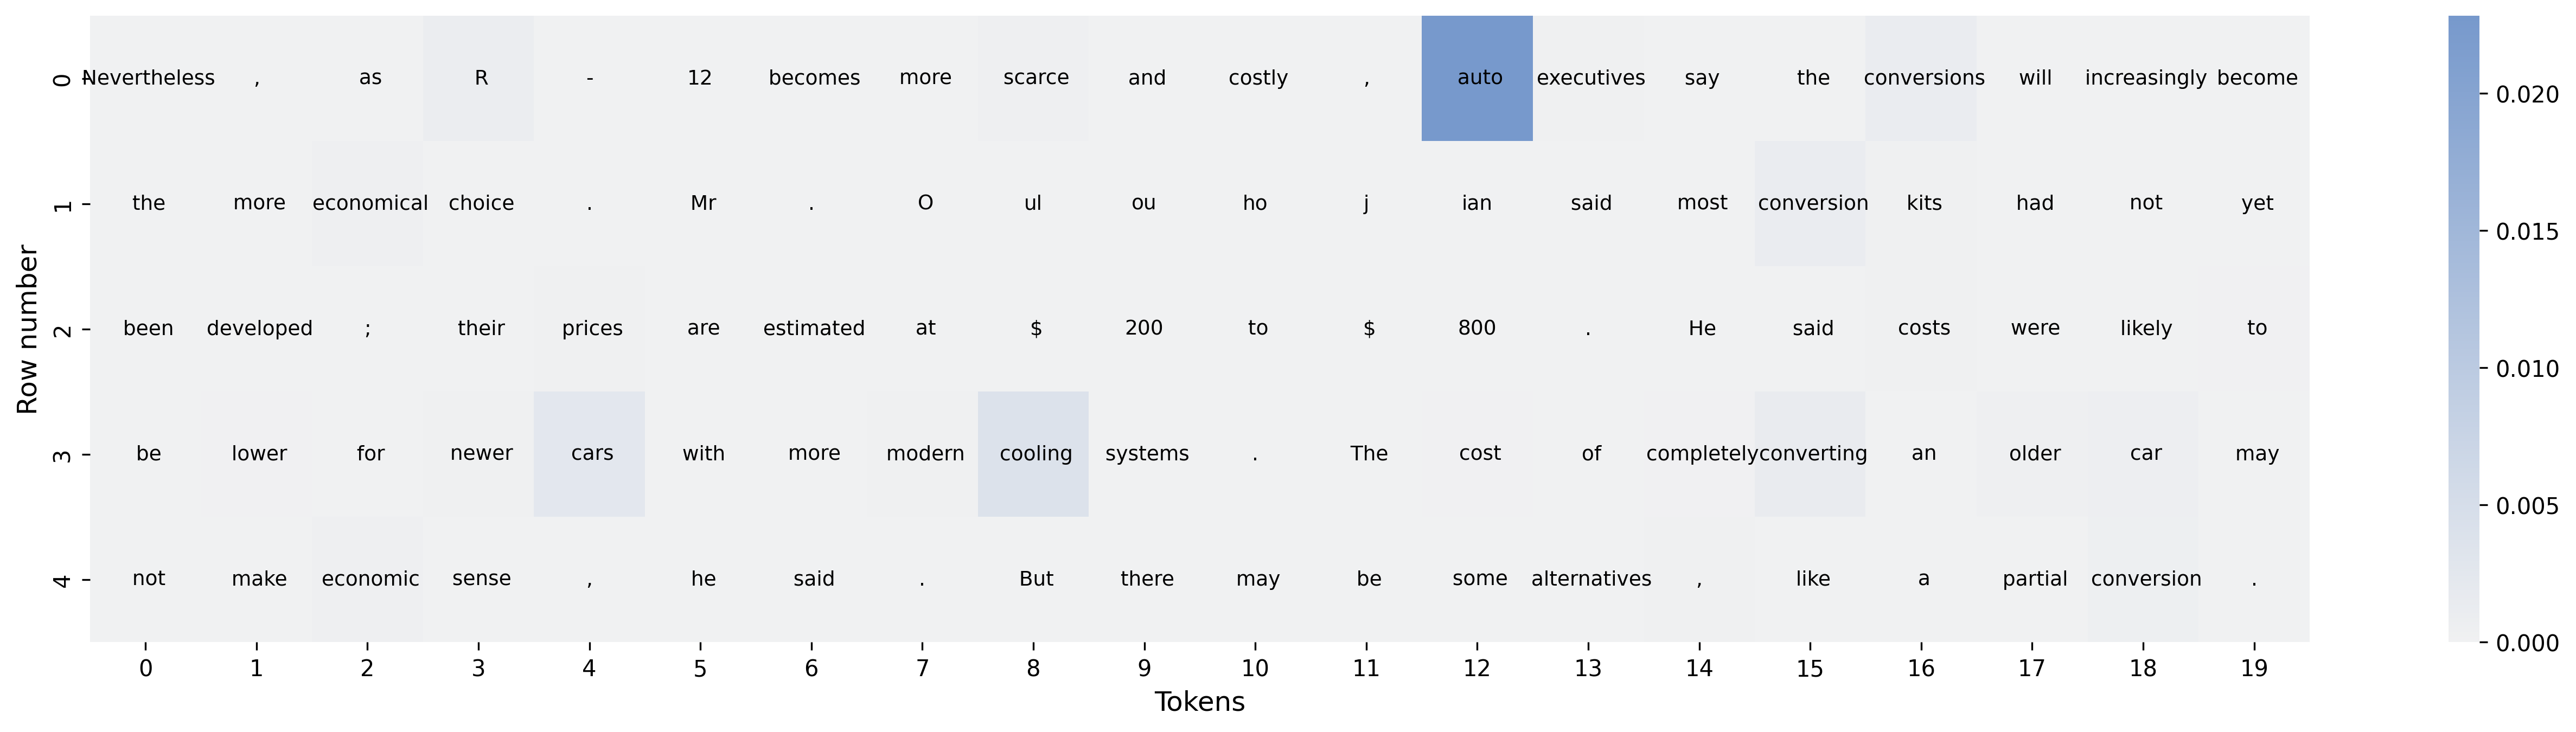 0 Nevertheless , as R - 12 becomes more scarce and costly , auto executives say the conversions will increasingly become
1 the more economical choice . Mr . O ul ou ho j ian said most conversion kits had not yet
2 been developed ; their prices are estimated at $ 200 to $ 800 . He said costs were likely to
3 be lower for newer cars with more modern cooling systems . The cost of completely converting an older car may
4 not make economic sense , he said . But there may be some alternatives , like a partial conversion .
0 1 2 3 4 5 6 7 8 9 10 11 12 13 14 15 16 17 18 19
Tokens
Row number
0.020
0.015
0.010
0.005
0.000